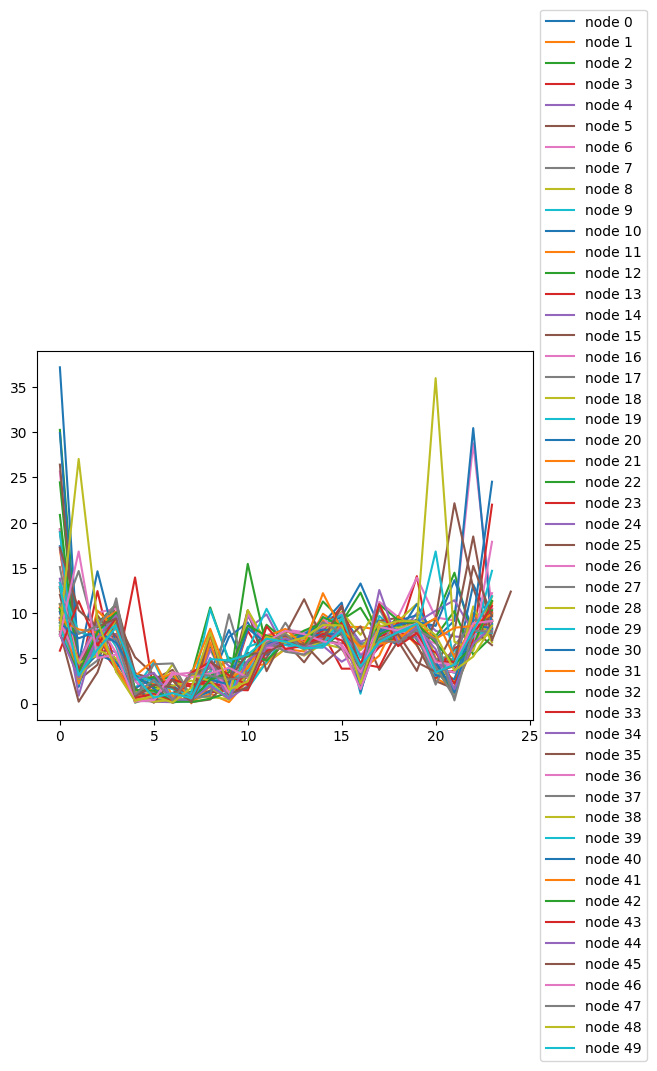 35
30
25
20
15
10
5
0
0 5 10 15 20 25
node 0
node 1
node 2
node 3
node 4
node 5
node 6
node 7
node 8
node 9
node 10
node 11
node 12
node 13
node 14
node 15
node 16
node 17
node 18
node 19
node 20
node 21
node 22
node 23
node 24
node 25
node 26
node 27
node 28
node 29
node 30
node 31
node 32
node 33
node 34
node 35
node 36
node 37
node 38
node 39
node 40
node 41
node 42
node 43
node 44
node 45
node 46
node 47
node 48
node 49